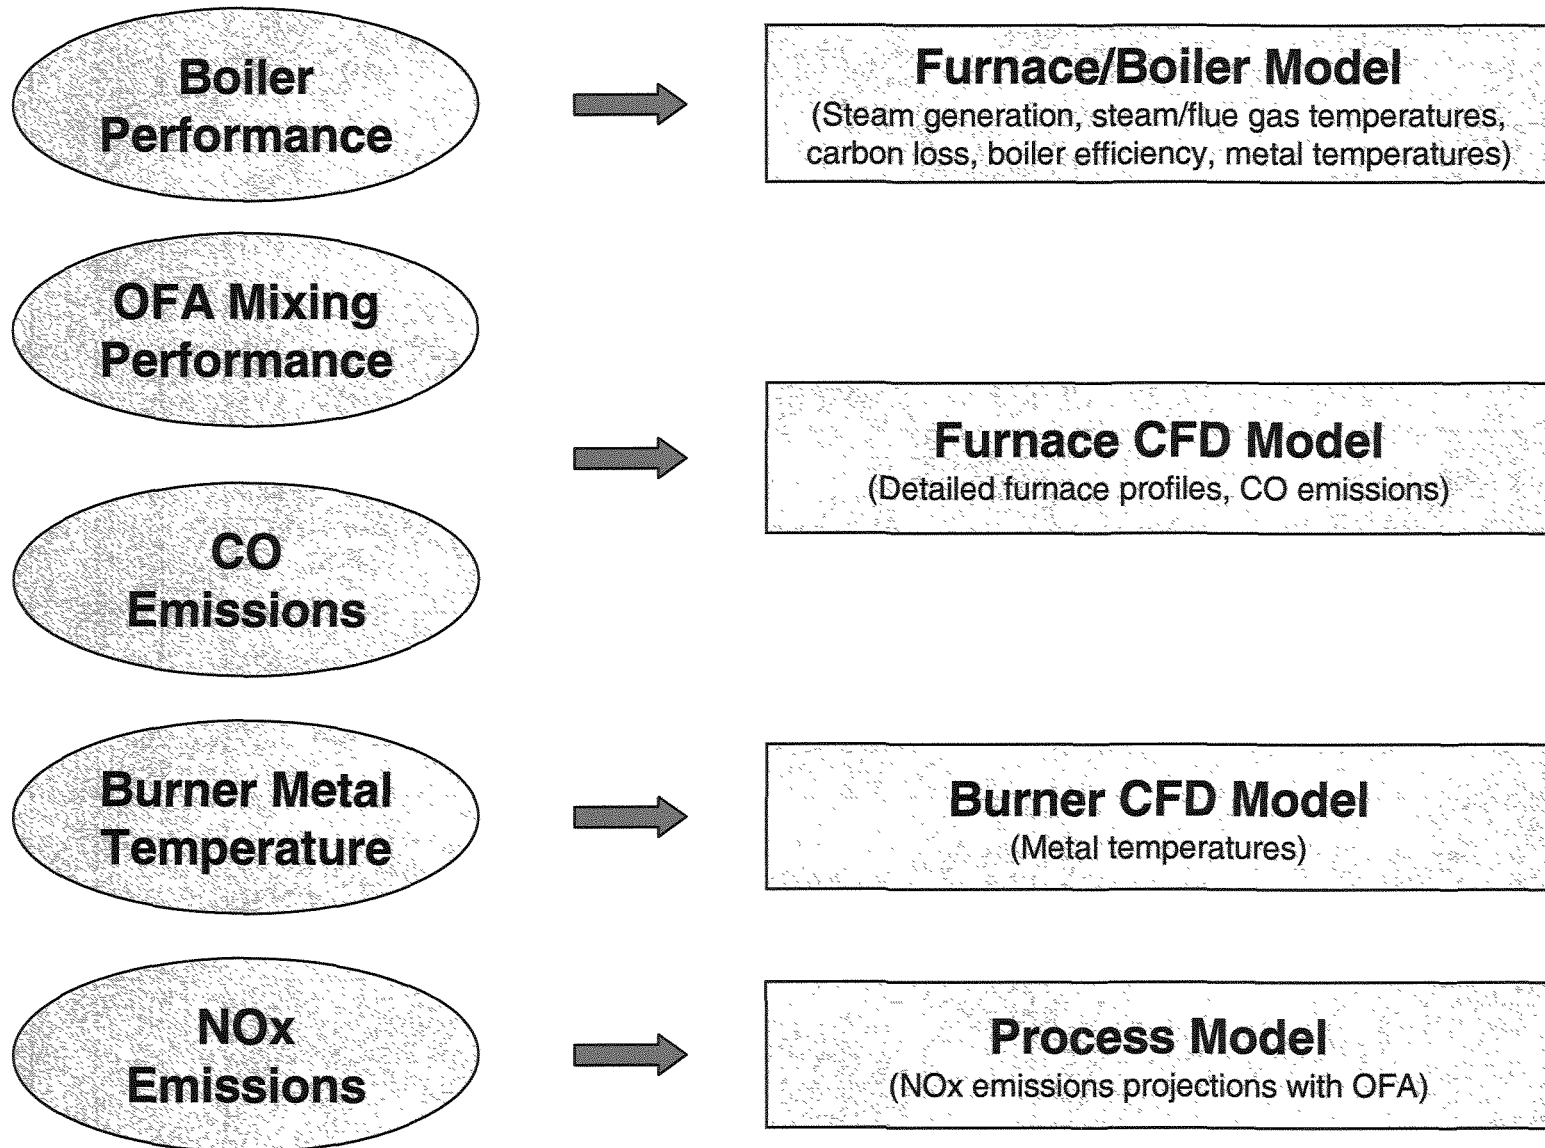 Boiler
Performance
Furnace/Boiler Model
(Steam generation, steam/flue gas temperatures,
carbon loss, boiler efficiency, metal temperatures)
OFA Mixing
Performance
Furnace CFD Model
(Detailed furnace profiles, CO emissions)
CO
Emissions
Burner Metal
Temperature
Burner CFD Model
(Metal temperatures)
NOx
Emissions
Process Model
(NOx emissions projections with OFA)